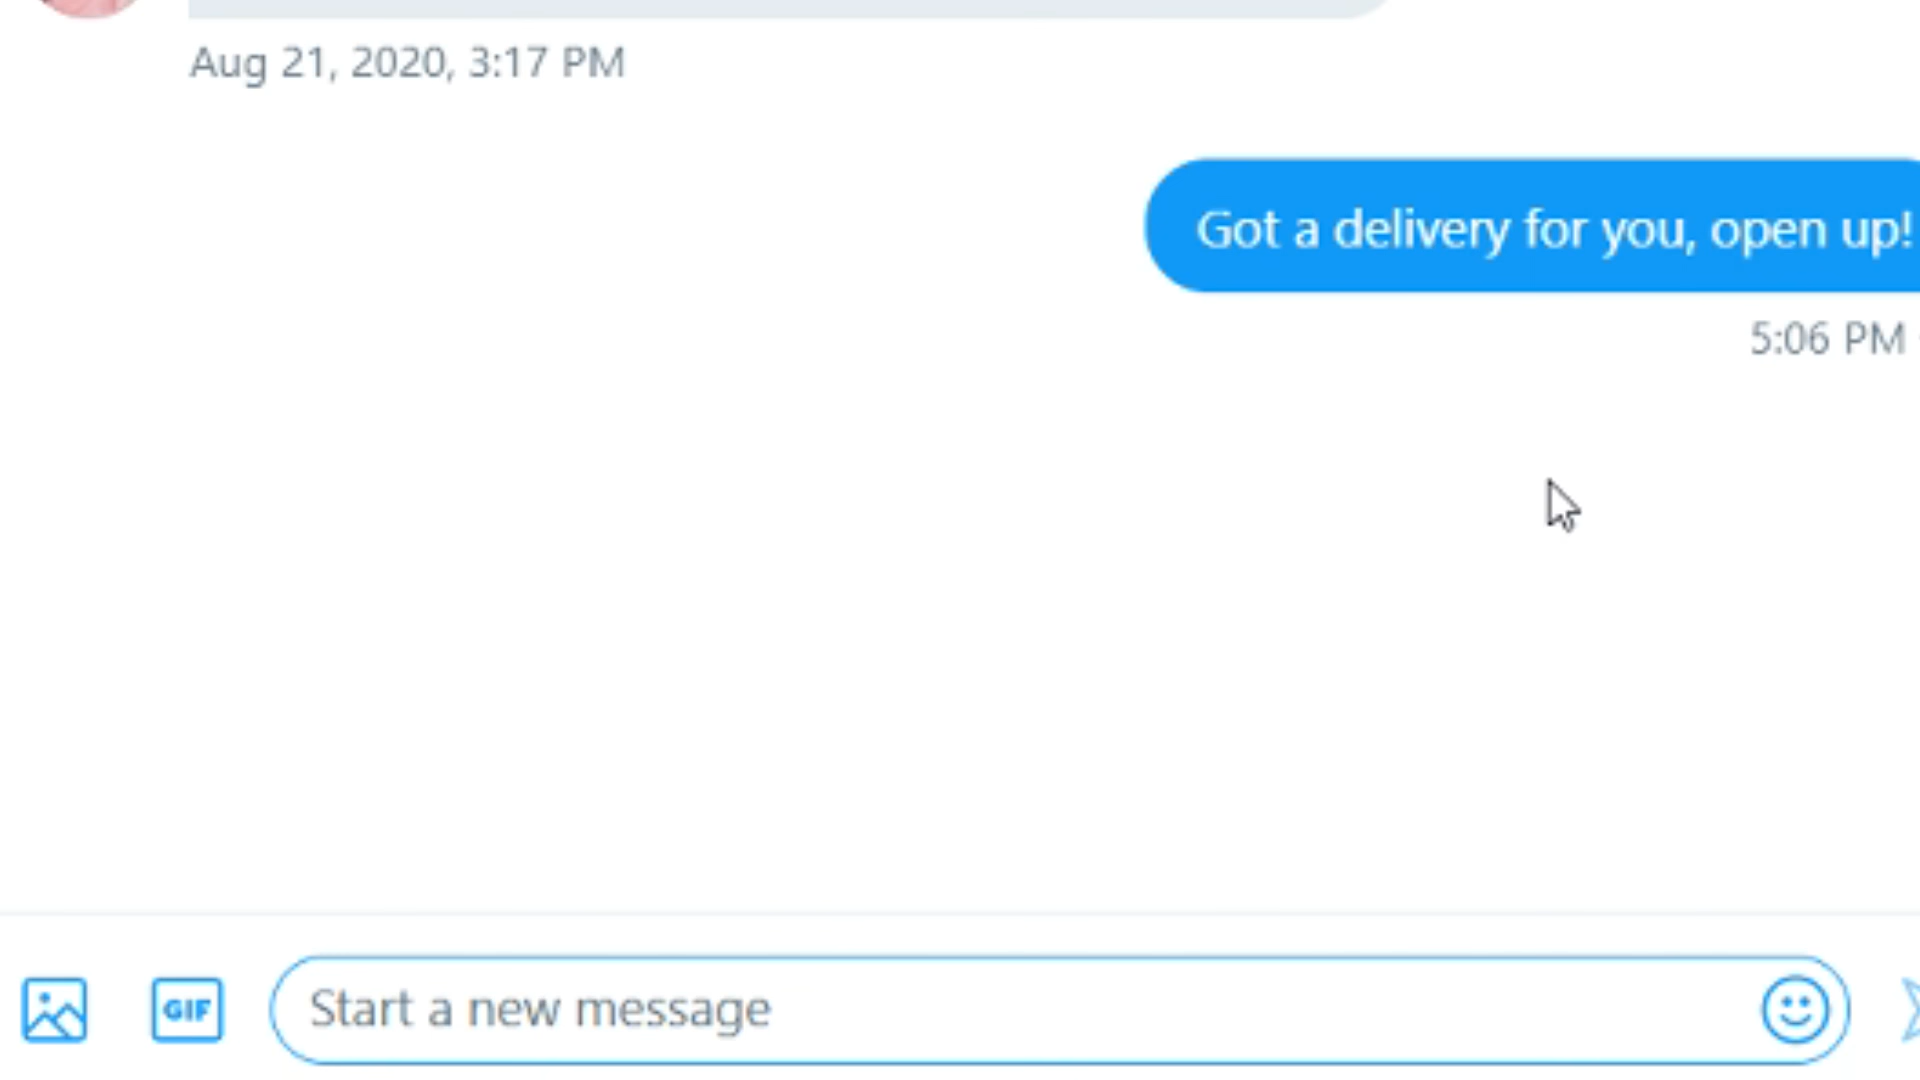 Aug 21, 2020, 3:17 PM
Got a delivery for you, open up!
5:06 PM
GIF
Start a new message